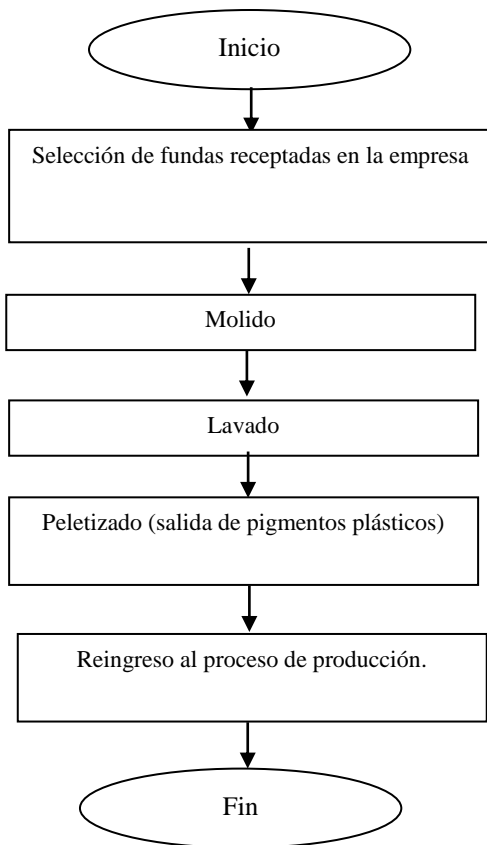 Inicio
Selección de fundas receptadas en la empresa
Molido
Lavado
Peletizado (salida de pigmentos plásticos)
Reingreso al proceso de producción.
Fin